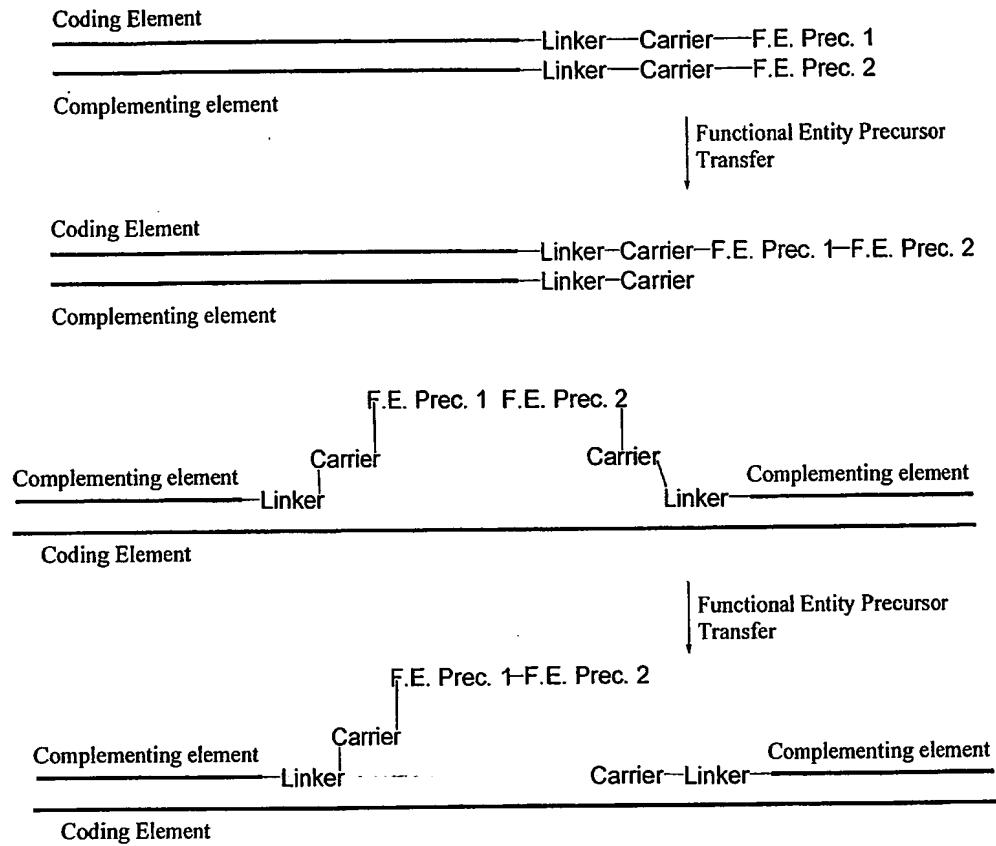 Coding Element
Linker—Carrier—F.E. Prec. 1
Linker—Carrier—F.E. Prec. 2
Complementing element
Functional Entity Precursor
Transfer
Coding Element
Linker—Carrier—F.E. Prec. 1—F.E. Prec. 2
Linker—Carrier
Complementing element
F.E. Prec. 1 F.E. Prec. 2
Carrier Carrier
Complementing element Complementing element
Linker Linker
Coding Element
Functional Entity Precursor
Transfer
F.E. Prec. 1—F.E. Prec. 2
Carrier
Complementing element Complementing element
Linker Carrier—Linker
Coding Element